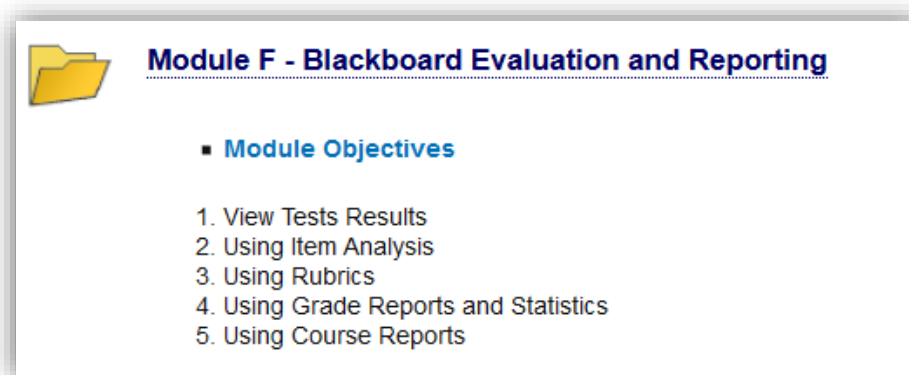 Module F - Blackboard Evaluation and Reporting
▪ Module Objectives
1. View Tests Results
2. Using Item Analysis
3. Using Rubrics
4. Using Grade Reports and Statistics
5. Using Course Reports